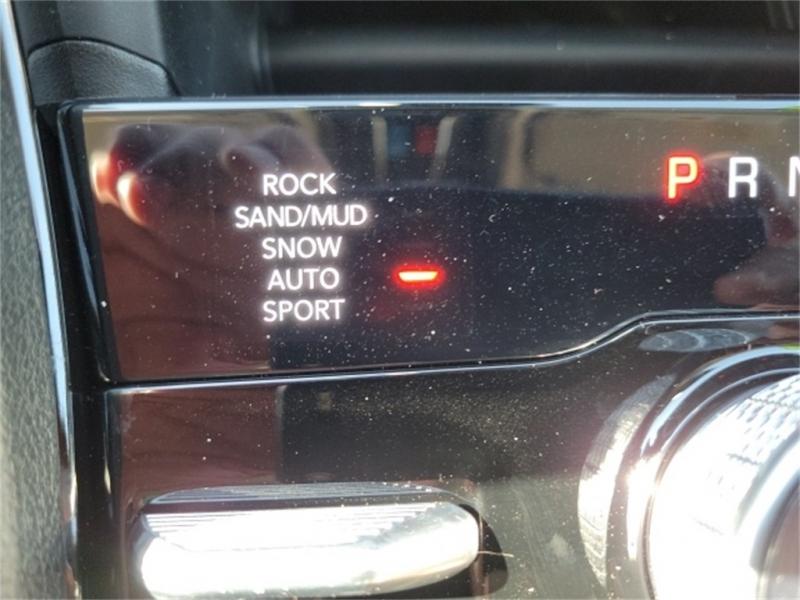 ROCK
SAND/MUD
SNOW
AUTO
SPORT
P R N